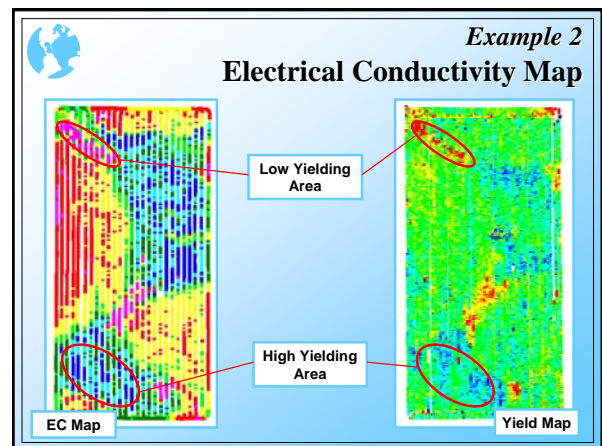 Example 2
Electrical Conductivity Map
Low Yielding
Area
High Yielding
Area
EC Map
Yield Map